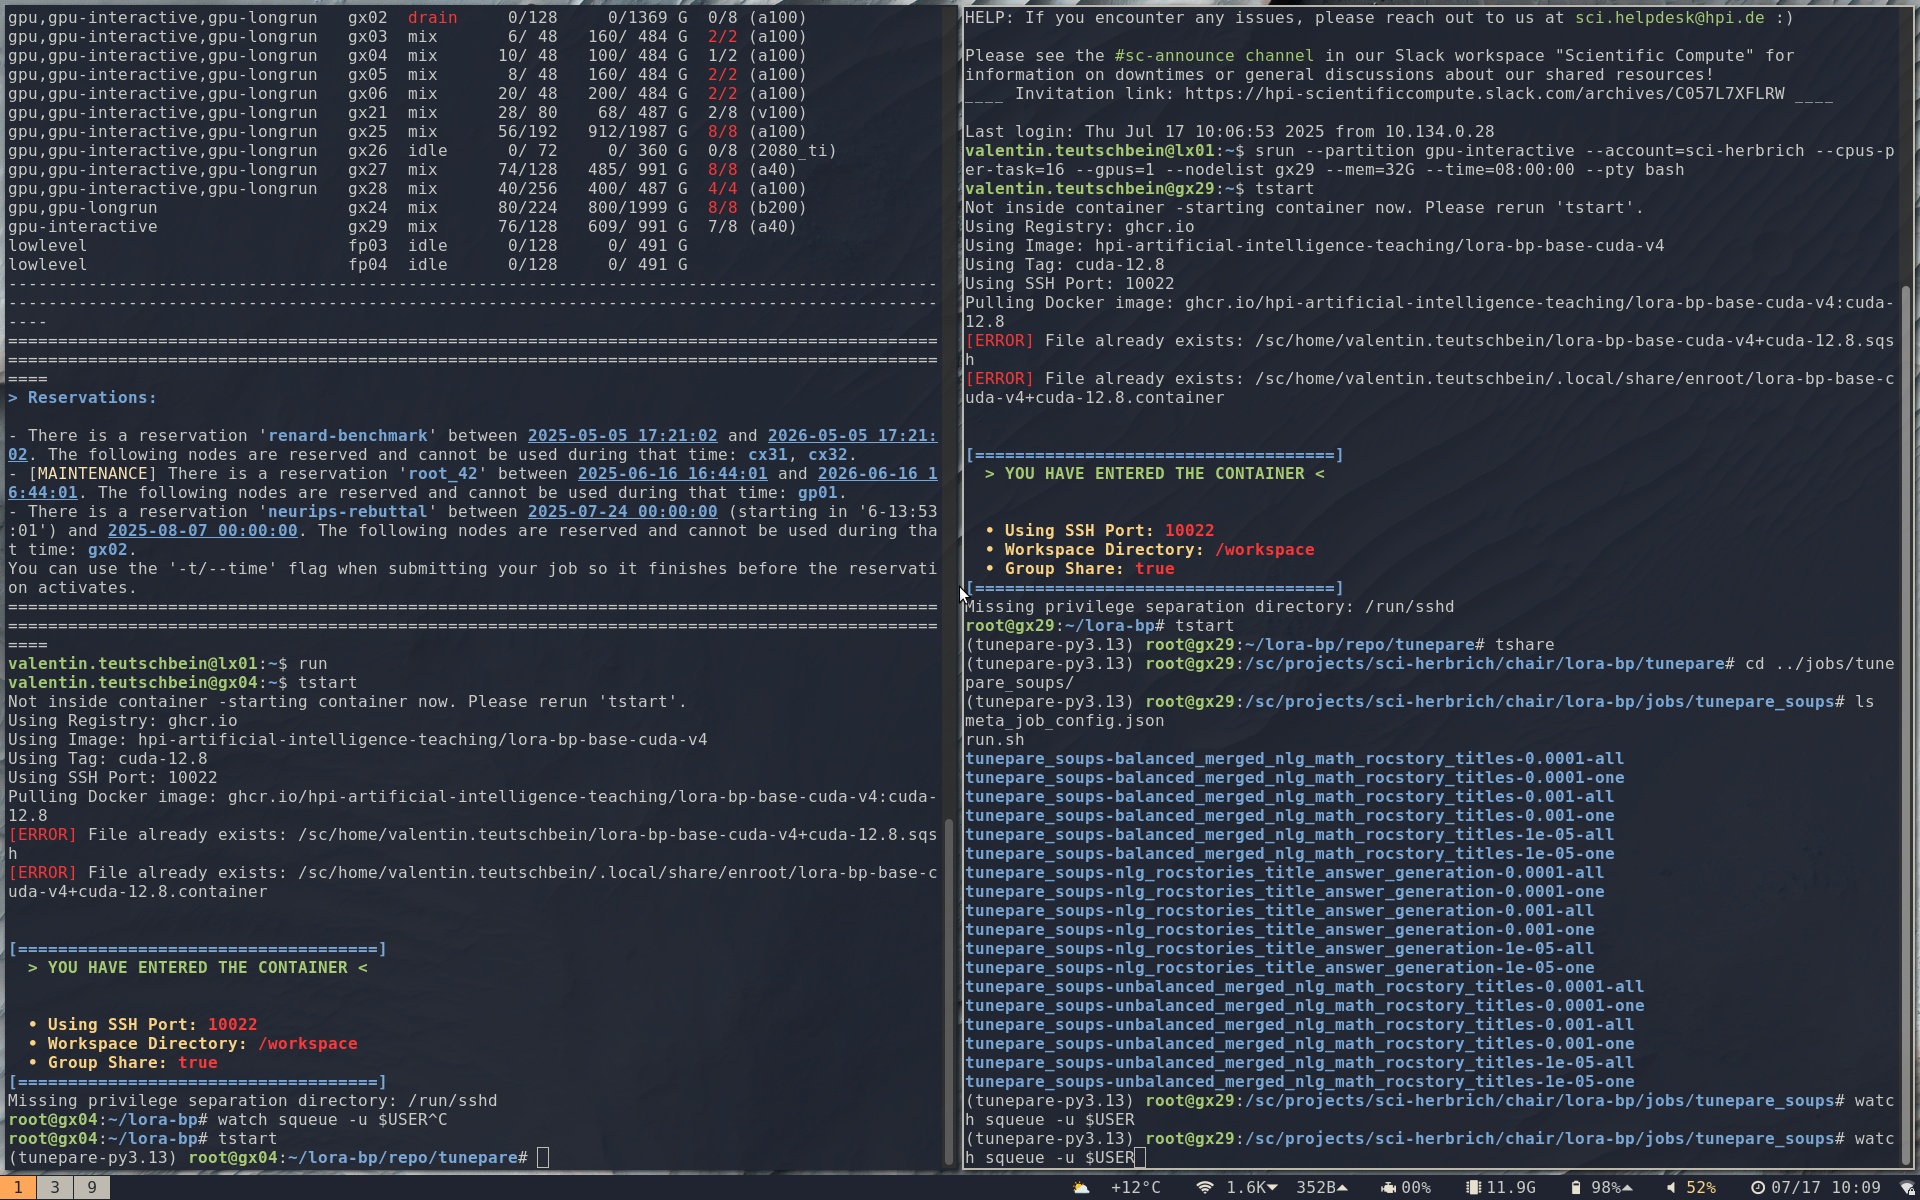 gpu,gpu-interactive,gpu-longrun   gx02  drain     0/128     0/1369 G  0/8 (a100)
gpu,gpu-interactive,gpu-longrun   gx03  mix       6/ 48   160/ 484 G  2/2 (a100)
gpu,gpu-interactive,gpu-longrun   gx04  mix      10/ 48   100/ 484 G  1/2 (a100)
gpu,gpu-interactive,gpu-longrun   gx05  mix       8/ 48   160/ 484 G  2/2 (a100)
gpu,gpu-interactive,gpu-longrun   gx06  mix      20/ 48   200/ 484 G  2/2 (a100)
gpu,gpu-interactive,gpu-longrun   gx21  mix      28/ 80    68/ 487 G  2/8 (v100)
gpu,gpu-interactive,gpu-longrun   gx25  mix      56/192   912/1987 G  8/8 (a100)
gpu,gpu-interactive,gpu-longrun   gx26  idle      0/ 72     0/ 360 G  0/8 (2080_ti)
gpu,gpu-interactive,gpu-longrun   gx27  mix      74/128   485/ 991 G  8/8 (a40)
gpu,gpu-interactive,gpu-longrun   gx28  mix      40/256   400/ 487 G  4/4 (a100)
gpu,gpu-longrun                   gx24  mix      80/224   800/1999 G  8/8 (b200)
gpu-interactive                   gx29  mix      76/128   609/ 991 G  7/8 (a40)
lowlevel                          fp03  idle      0/128     0/ 491 G
lowlevel                          fp04  idle      0/128     0/ 491 G
---------------------------------------------------------------------------------------------
---------------------------------------------------------------------------------------------
----
=============================================================================================
=============================================================================================
====
> Reservations:
- There is a reservation 'renard-benchmark' between 2025-05-05 17:21:02 and 2026-05-05 17:21:
02. The following nodes are reserved and cannot be used during that time: cx31, cx32.
- [MAINTENANCE] There is a reservation 'root_42' between 2025-06-16 16:44:01 and 2026-06-16 1
6:44:01. The following nodes are reserved and cannot be used during that time: gp01.
- There is a reservation 'neurips-rebuttal' between 2025-07-24 00:00:00 (starting in '6-13:53
:01') and 2025-08-07 00:00:00. The following nodes are reserved and cannot be used during tha
t time: gx02.
You can use the '-t/--time' flag when submitting your job so it finishes before the reservati
on activates.
=============================================================================================
=============================================================================================
====
valentin.teutschbein@lx01:~$ run
valentin.teutschbein@gx04:~$ tstart
Not inside container -starting container now. Please rerun 'tstart'.
Using Registry: ghcr.io
Using Image: hpi-artificial-intelligence-teaching/lora-bp-base-cuda-v4
Using Tag: cuda-12.8
Using SSH Port: 10022
Pulling Docker image: ghcr.io/hpi-artificial-intelligence-teaching/lora-bp-base-cuda-v4:cuda-
12.8
[ERROR] File already exists: /sc/home/valentin.teutschbein/lora-bp-base-cuda-v4+cuda-12.8.sqs
h
[ERROR] File already exists: /sc/home/valentin.teutschbein/.local/share/enroot/lora-bp-base-c
uda-v4+cuda-12.8.container
[====================================]
> YOU HAVE ENTERED THE CONTAINER <
• Using SSH Port: 10022
• Workspace Directory: /workspace
• Group Share: true
[====================================]
Missing privilege separation directory: /run/sshd
root@gx04:~/lora-bp# watch squeue -u $USER^C
root@gx04:~/lora-bp# tstart
(tunepare-py3.13) root@gx04:~/lora-bp/repo/tunepare#
HELP: If you encounter any issues, please reach out to us at sci.helpdesk@hpi.de :)
Please see the #sc-announce channel in our Slack workspace "Scientific Compute" for
information on downtimes or general discussions about our shared resources!
____ Invitation link: https://hpi-scientificcompute.slack.com/archives/C057L7XFLRW ____
Last login: Thu Jul 17 10:06:53 2025 from 10.134.0.28
valentin.teutschbein@lx01:~$ srun --partition gpu-interactive --account=sci-herbrich --cpus-p
er-task=16 --gpus=1 --nodelist gx29 --mem=32G --time=08:00:00 --pty bash
valentin.teutschbein@gx29:~$ tstart
Not inside container -starting container now. Please rerun 'tstart'.
Using Registry: ghcr.io
Using Image: hpi-artificial-intelligence-teaching/lora-bp-base-cuda-v4
Using Tag: cuda-12.8
Using SSH Port: 10022
Pulling Docker image: ghcr.io/hpi-artificial-intelligence-teaching/lora-bp-base-cuda-v4:cuda-
12.8
[ERROR] File already exists: /sc/home/valentin.teutschbein/lora-bp-base-cuda-v4+cuda-12.8.sqs
h
[ERROR] File already exists: /sc/home/valentin.teutschbein/.local/share/enroot/lora-bp-base-c
uda-v4+cuda-12.8.container
[====================================]
> YOU HAVE ENTERED THE CONTAINER <
• Using SSH Port: 10022
• Workspace Directory: /workspace
• Group Share: true
[====================================]
Missing privilege separation directory: /run/sshd
root@gx29:~/lora-bp# tstart
(tunepare-py3.13) root@gx29:~/lora-bp/repo/tunepare# tshare
(tunepare-py3.13) root@gx29:/sc/projects/sci-herbrich/chair/lora-bp/tunepare# cd ../jobs/tune
pare_soups/
(tunepare-py3.13) root@gx29:/sc/projects/sci-herbrich/chair/lora-bp/jobs/tunepare_soups# ls
meta_job_config.json
run.sh
tunepare_soups-balanced_merged_nlg_math_rocstory_titles-0.0001-all
tunepare_soups-balanced_merged_nlg_math_rocstory_titles-0.0001-one
tunepare_soups-balanced_merged_nlg_math_rocstory_titles-0.001-all
tunepare_soups-balanced_merged_nlg_math_rocstory_titles-0.001-one
tunepare_soups-balanced_merged_nlg_math_rocstory_titles-1e-05-all
tunepare_soups-balanced_merged_nlg_math_rocstory_titles-1e-05-one
tunepare_soups-nlg_rocstories_title_answer_generation-0.0001-all
tunepare_soups-nlg_rocstories_title_answer_generation-0.0001-one
tunepare_soups-nlg_rocstories_title_answer_generation-0.001-all
tunepare_soups-nlg_rocstories_title_answer_generation-0.001-one
tunepare_soups-nlg_rocstories_title_answer_generation-1e-05-all
tunepare_soups-nlg_rocstories_title_answer_generation-1e-05-one
tunepare_soups-unbalanced_merged_nlg_math_rocstory_titles-0.0001-all
tunepare_soups-unbalanced_merged_nlg_math_rocstory_titles-0.0001-one
tunepare_soups-unbalanced_merged_nlg_math_rocstory_titles-0.001-all
tunepare_soups-unbalanced_merged_nlg_math_rocstory_titles-0.001-one
tunepare_soups-unbalanced_merged_nlg_math_rocstory_titles-1e-05-all
tunepare_soups-unbalanced_merged_nlg_math_rocstory_titles-1e-05-one
(tunepare-py3.13) root@gx29:/sc/projects/sci-herbrich/chair/lora-bp/jobs/tunepare_soups# watc
h squeue -u $USER
(tunepare-py3.13) root@gx29:/sc/projects/sci-herbrich/chair/lora-bp/jobs/tunepare_soups# watc
h squeue -u $USER
1 3 9 +12°C 1.6K 352B 00% 11.9G 98% 52% 07/17 10:09